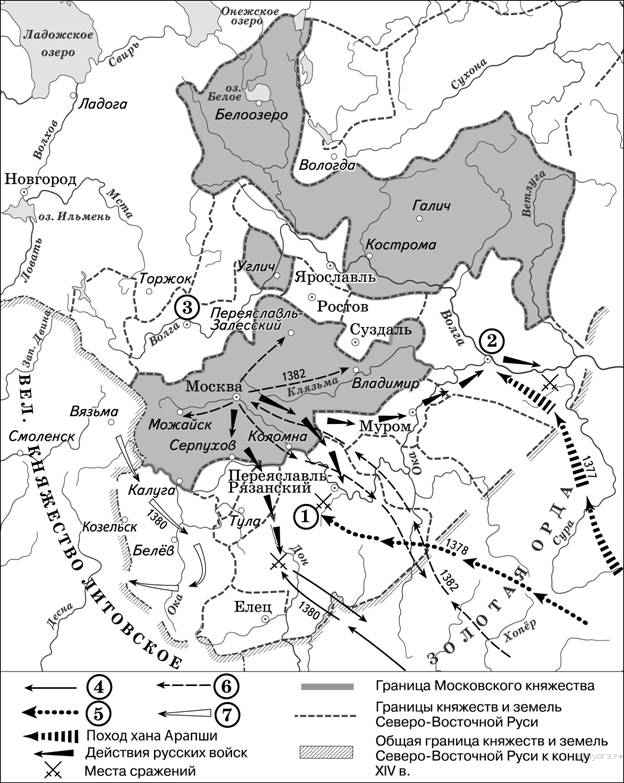 Онежское
озеро
Ладожское
озеро
Свирь
оз.
Белое
Белоозеро
Сухона
Ладога
Волхов
Вологда
Новгород
Мста
оз. Ильмень
Ловать
Галич
Ветлуга
Кострома
Углич
Ярославль
Торжок
Ростов
3
Переяславль-
Залесский
Волга
Суздаль
Волга
2
Зап. Двина
1382
Клязьма
Москва
Владимир
Вязьма
Можайск
Муром
Смоленск
Серпухов
Коломна
Ока
1377
Переяславль-
Рязанский
Калуга
1
1380
Тула
Козельск
Белёв
Дон
1378
Сура
1382
Десна
Ока
Елец
1380
Хопёр
ВЕЛ. КНЯЖЕСТВО ЛИТОВСКОЕ
ЗОЛОТАЯ ОРДА
4
6
Граница Московского княжества
5
7
Границы княжеств и земель
Северо-Восточной Руси
Поход хана Арапши
Действия русских войск
Места сражений
Общая граница княжеств и земель
Северо-Восточной Руси к концу
XIV в.